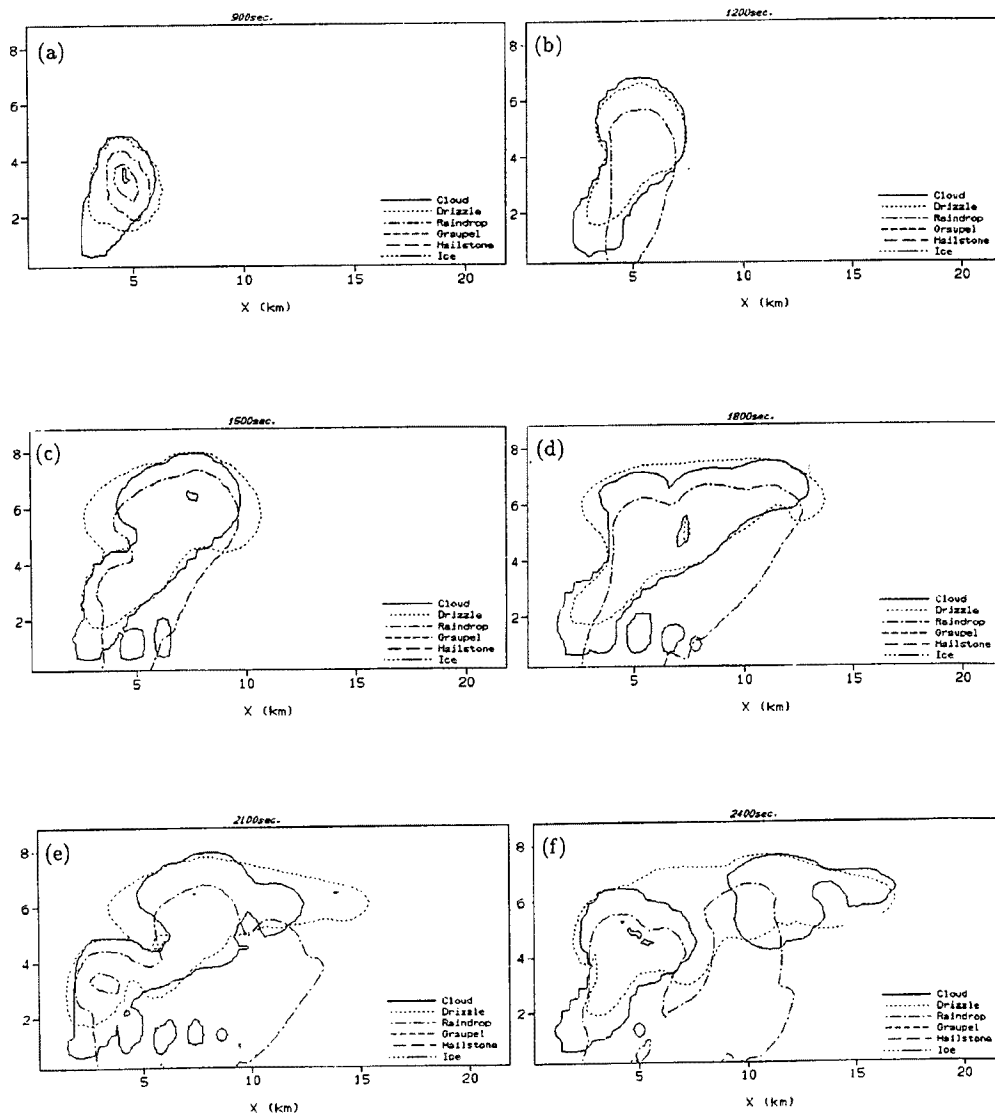 900sec.
(a)
8
6
4
2
Cloud
Drizzle
Raindrop
Graupel
Hailstone
Ice
5 10 15 20
X (km)
1200sec.
(b)
8
6
4
2
Cloud
Drizzle
Raindrop
Graupel
Hailstone
Ice
5 10 15 20
X (km)
1500sec.
(c)
8
6
4
2
Cloud
Drizzle
Raindrop
Graupel
Hailstone
Ice
5 10 15 20
X (km)
1800sec.
(d)
8
6
4
2
Cloud
Drizzle
Raindrop
Graupel
Hailstone
Ice
5 10 15 20
X (km)
2100sec.
(e)
8
6
4
2
Cloud
Drizzle
Raindrop
Graupel
Hailstone
Ice
5 10 15 20
X (km)
2400sec.
(f)
8
6
4
2
Cloud
Drizzle
Raindrop
Graupel
Hailstone
Ice
5 10 15 20
X (km)